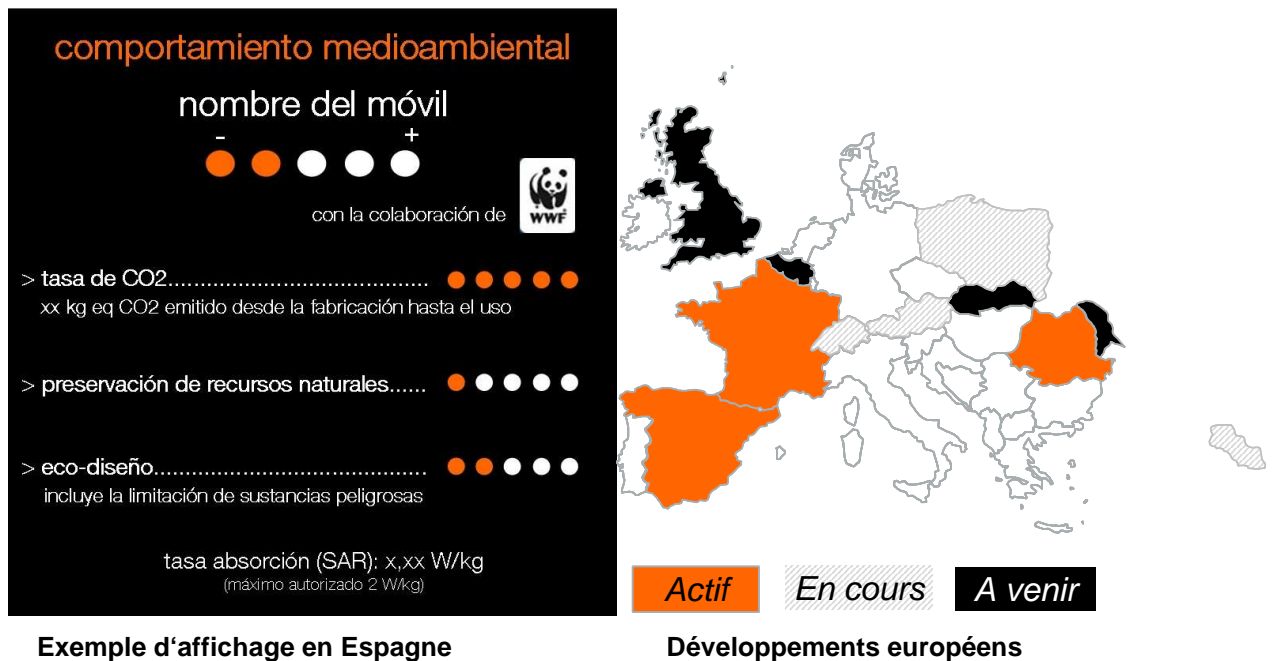 comportamiento medioambiental
nombre del móvil
- +
con la colaboración de
WWF
> tasa de CO2..........................................
xx kg eq CO2 emitido desde la fabricación hasta el uso
> preservación de recursos naturales......
> eco-diseño............................................
incluye la limitación de sustancias peligrosas
tasa absorción (SAR): x,xx W/kg
(máximo autorizado 2 W/kg)
Actif En cours A venir
Exemple d‘affichage en Espagne
Développements européens